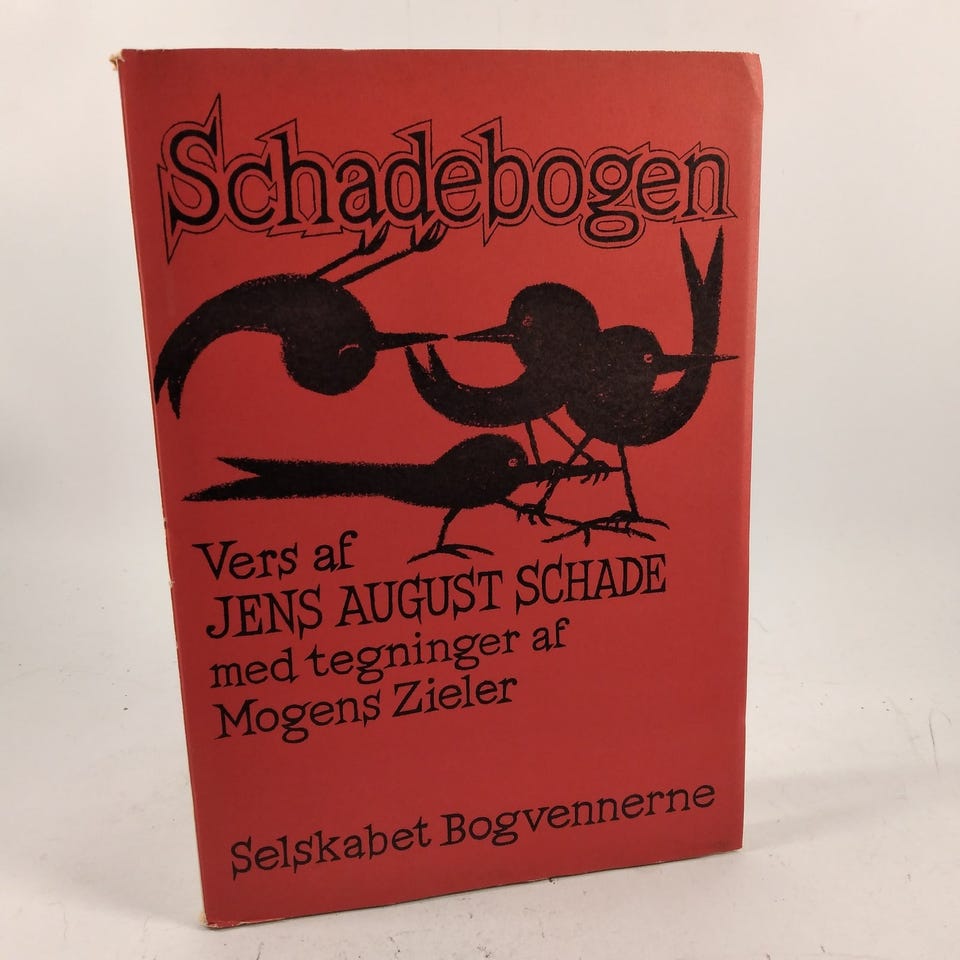 Schadebogen
Vers af
JENS AUGUST SCHADE
med tegninger af
Mogens Zieler
Selskabet Bogvennerne